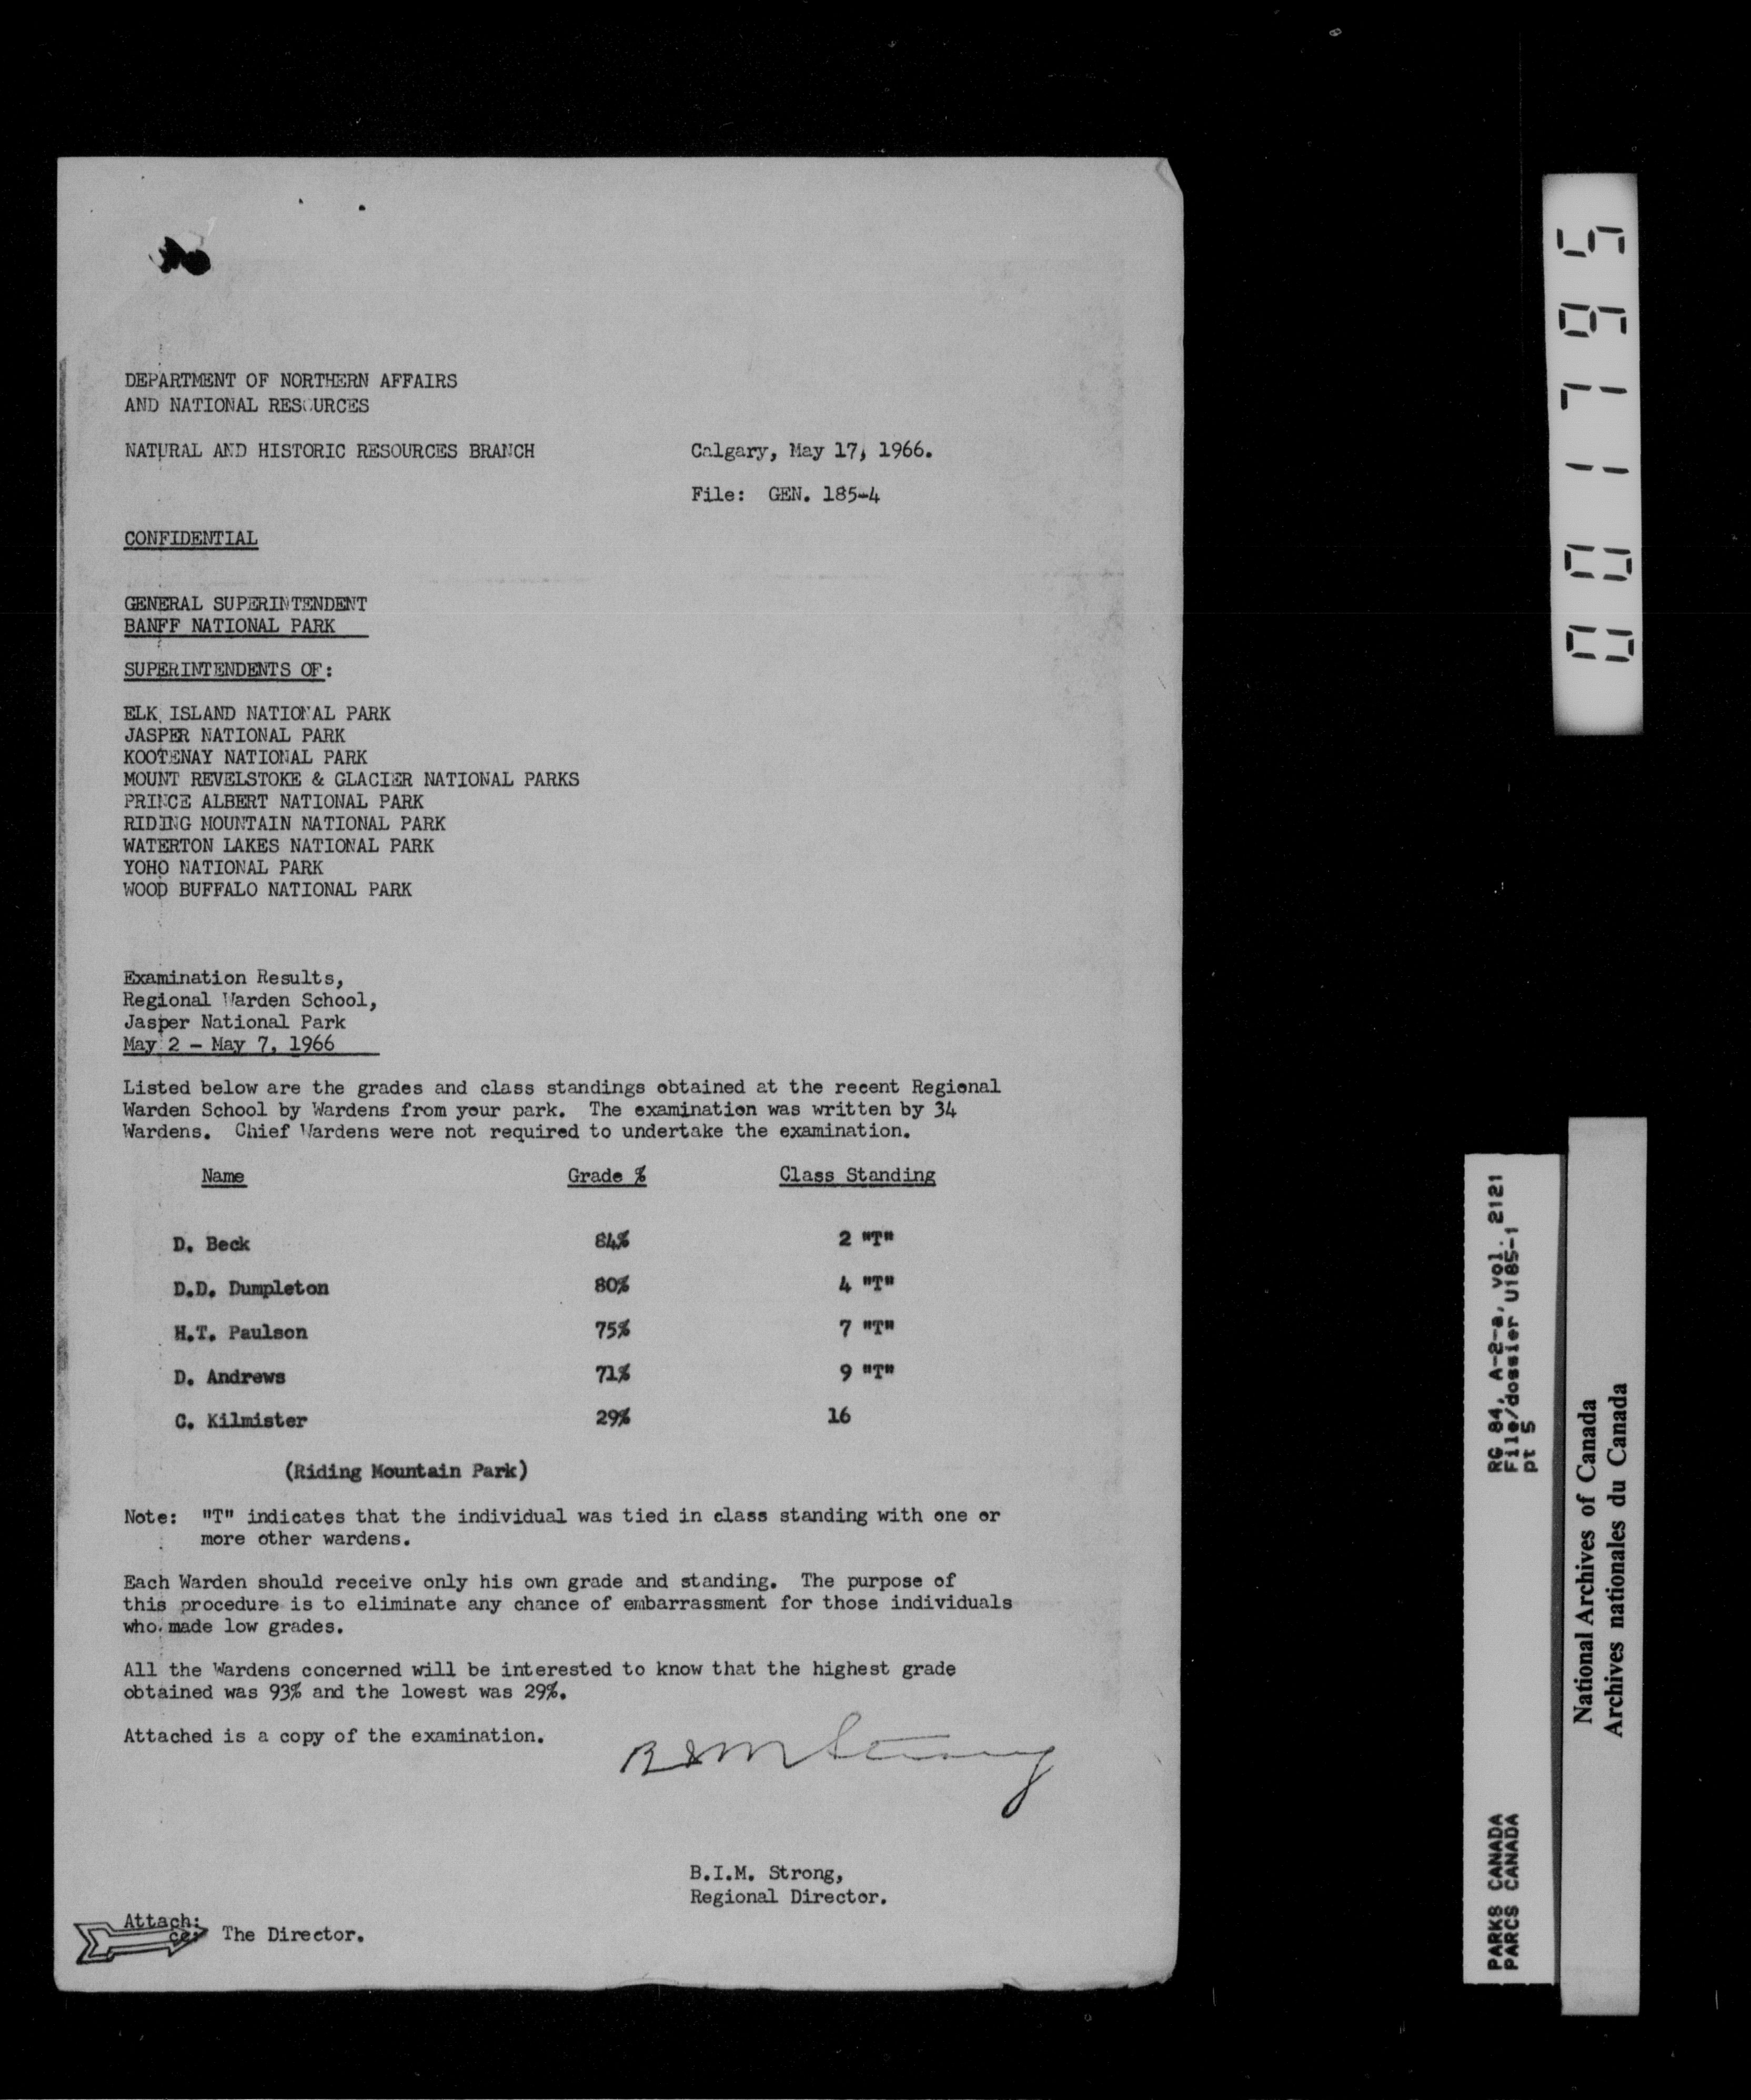 DEPARTMENT OF NORTHERN AFFAIRS
AND NATIONAL RESOURCES
NATURAL AND HISTORIC RESOURCES BRANCH
Calgary, May 17, 1966.
File: GEN. 185-4
CONFIDENTIAL
GENERAL SUPERINTENDENT
BANFF NATIONAL PARK
SUPERINTENDENTS OF:
ELK ISLAND NATIONAL PARK
JASPER NATIONAL PARK
KOOTENAY NATIONAL PARK
MOUNT REVELSTOKE & GLACIER NATIONAL PARKS
PRINCE ALBERT NATIONAL PARK
RIDING MOUNTAIN NATIONAL PARK
WATERTON LAKES NATIONAL PARK
YOHO NATIONAL PARK
WOOD BUFFALO NATIONAL PARK
Examination Results,
Regional Warden School,
Jasper National Park
May 2 - May 7, 1966
Listed below are the grades and class standings obtained at the recent Regional
Warden School by Wardens from your park. The examination was written by 34
Wardens. Chief Wardens were not required to undertake the examination.
Name Grade % Class Standing
D. Beck 84% 2 "T"
D.D. Dumpleton 80% 4 "T"
H.T. Paulson 75% 7 "T"
D. Andrews 71% 9 "T"
C. Kilmister 29% 16
(Riding Mountain Park)
Note: "T" indicates that the individual was tied in class standing with one or
more other wardens.
Each Warden should receive only his own grade and standing. The purpose of
this procedure is to eliminate any chance of embarrassment for those individuals
who made low grades.
All the Wardens concerned will be interested to know that the highest grade
obtained was 93% and the lowest was 29%.
Attached is a copy of the examination.
BIM Strong
B.I.M. Strong,
Regional Director.
Attach:
cc: The Director.
001795
RG 84, A-2-a, vol. 2121
File/dossier U185-1
pt 5
PARKS CANADA
PARCS CANADA
National Archives of Canada
Archives nationales du Canada